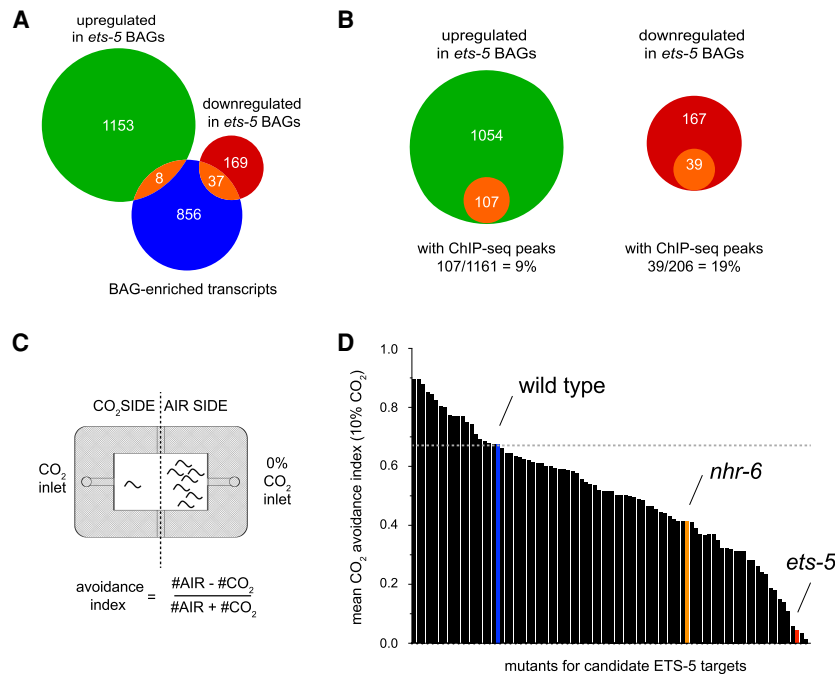 A
upregulated
in ets-5 BAGs
1153
downregulated
in ets-5 BAGs
169
8
37
856
BAG-enriched transcripts
B
upregulated
in ets-5 BAGs
1054
107
with ChIP-seq peaks
107/1161 = 9%
downregulated
in ets-5 BAGs
167
39
with ChIP-seq peaks
39/206 = 19%
C
CO2SIDE AIR SIDE
CO2
inlet
0%
CO2
inlet
avoidance
index
=
#AIR - #CO2
#AIR + #CO2
D
mean CO2 avoidance index (10% CO2)
1.0
0.8
0.6
0.4
0.2
0.0
wild type
nhr-6
ets-5
mutants for candidate ETS-5 targets